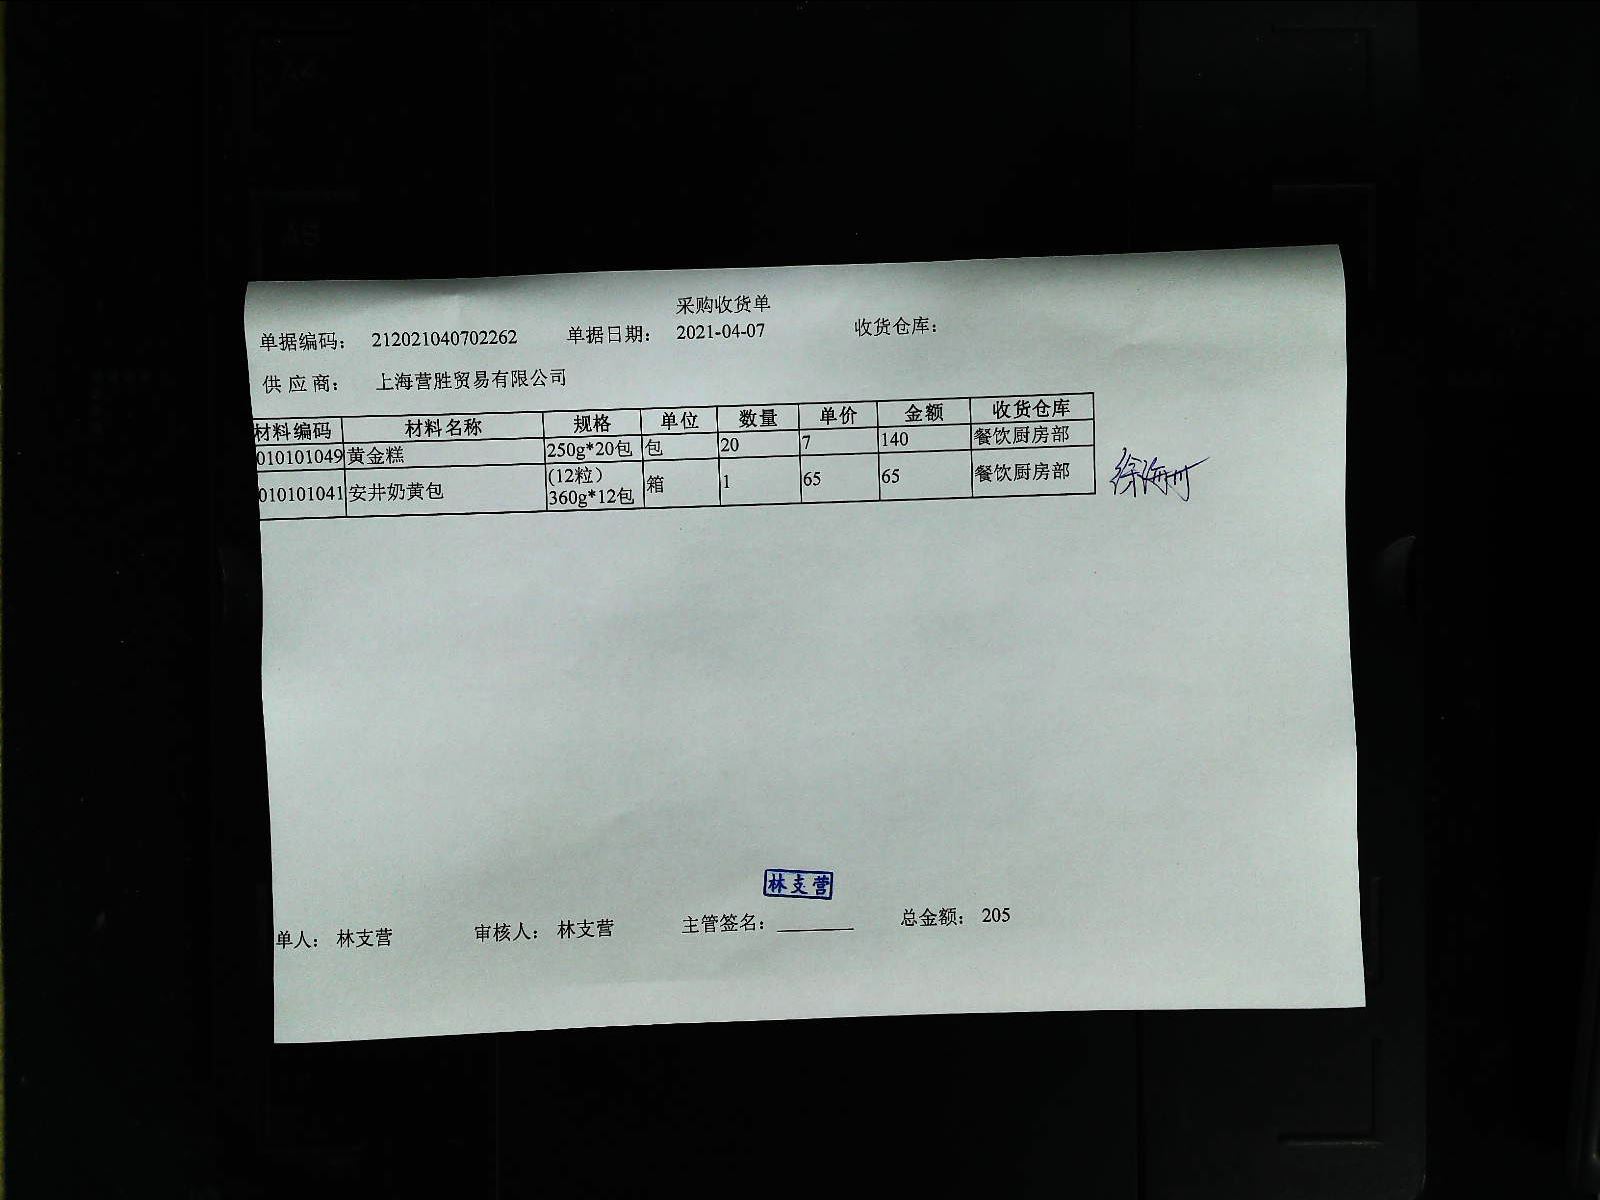 采购收货单
单据编码： 212021040702262 单据日期： 2021-04-07 收货仓库：
供 应 商： 上海营胜贸易有限公司
材料编码 材料名称 规格 单位 数量 单价 金额 收货仓库
010101049 黄金糕 250g*20包 包 20 7 140 餐饮厨房部
010101041 安井奶黄包 (12粒） 360g*12包 箱 1 65 65 餐饮厨房部
林支营
单人： 林支营 审核人： 林支营 主管签名： 总金额： 205